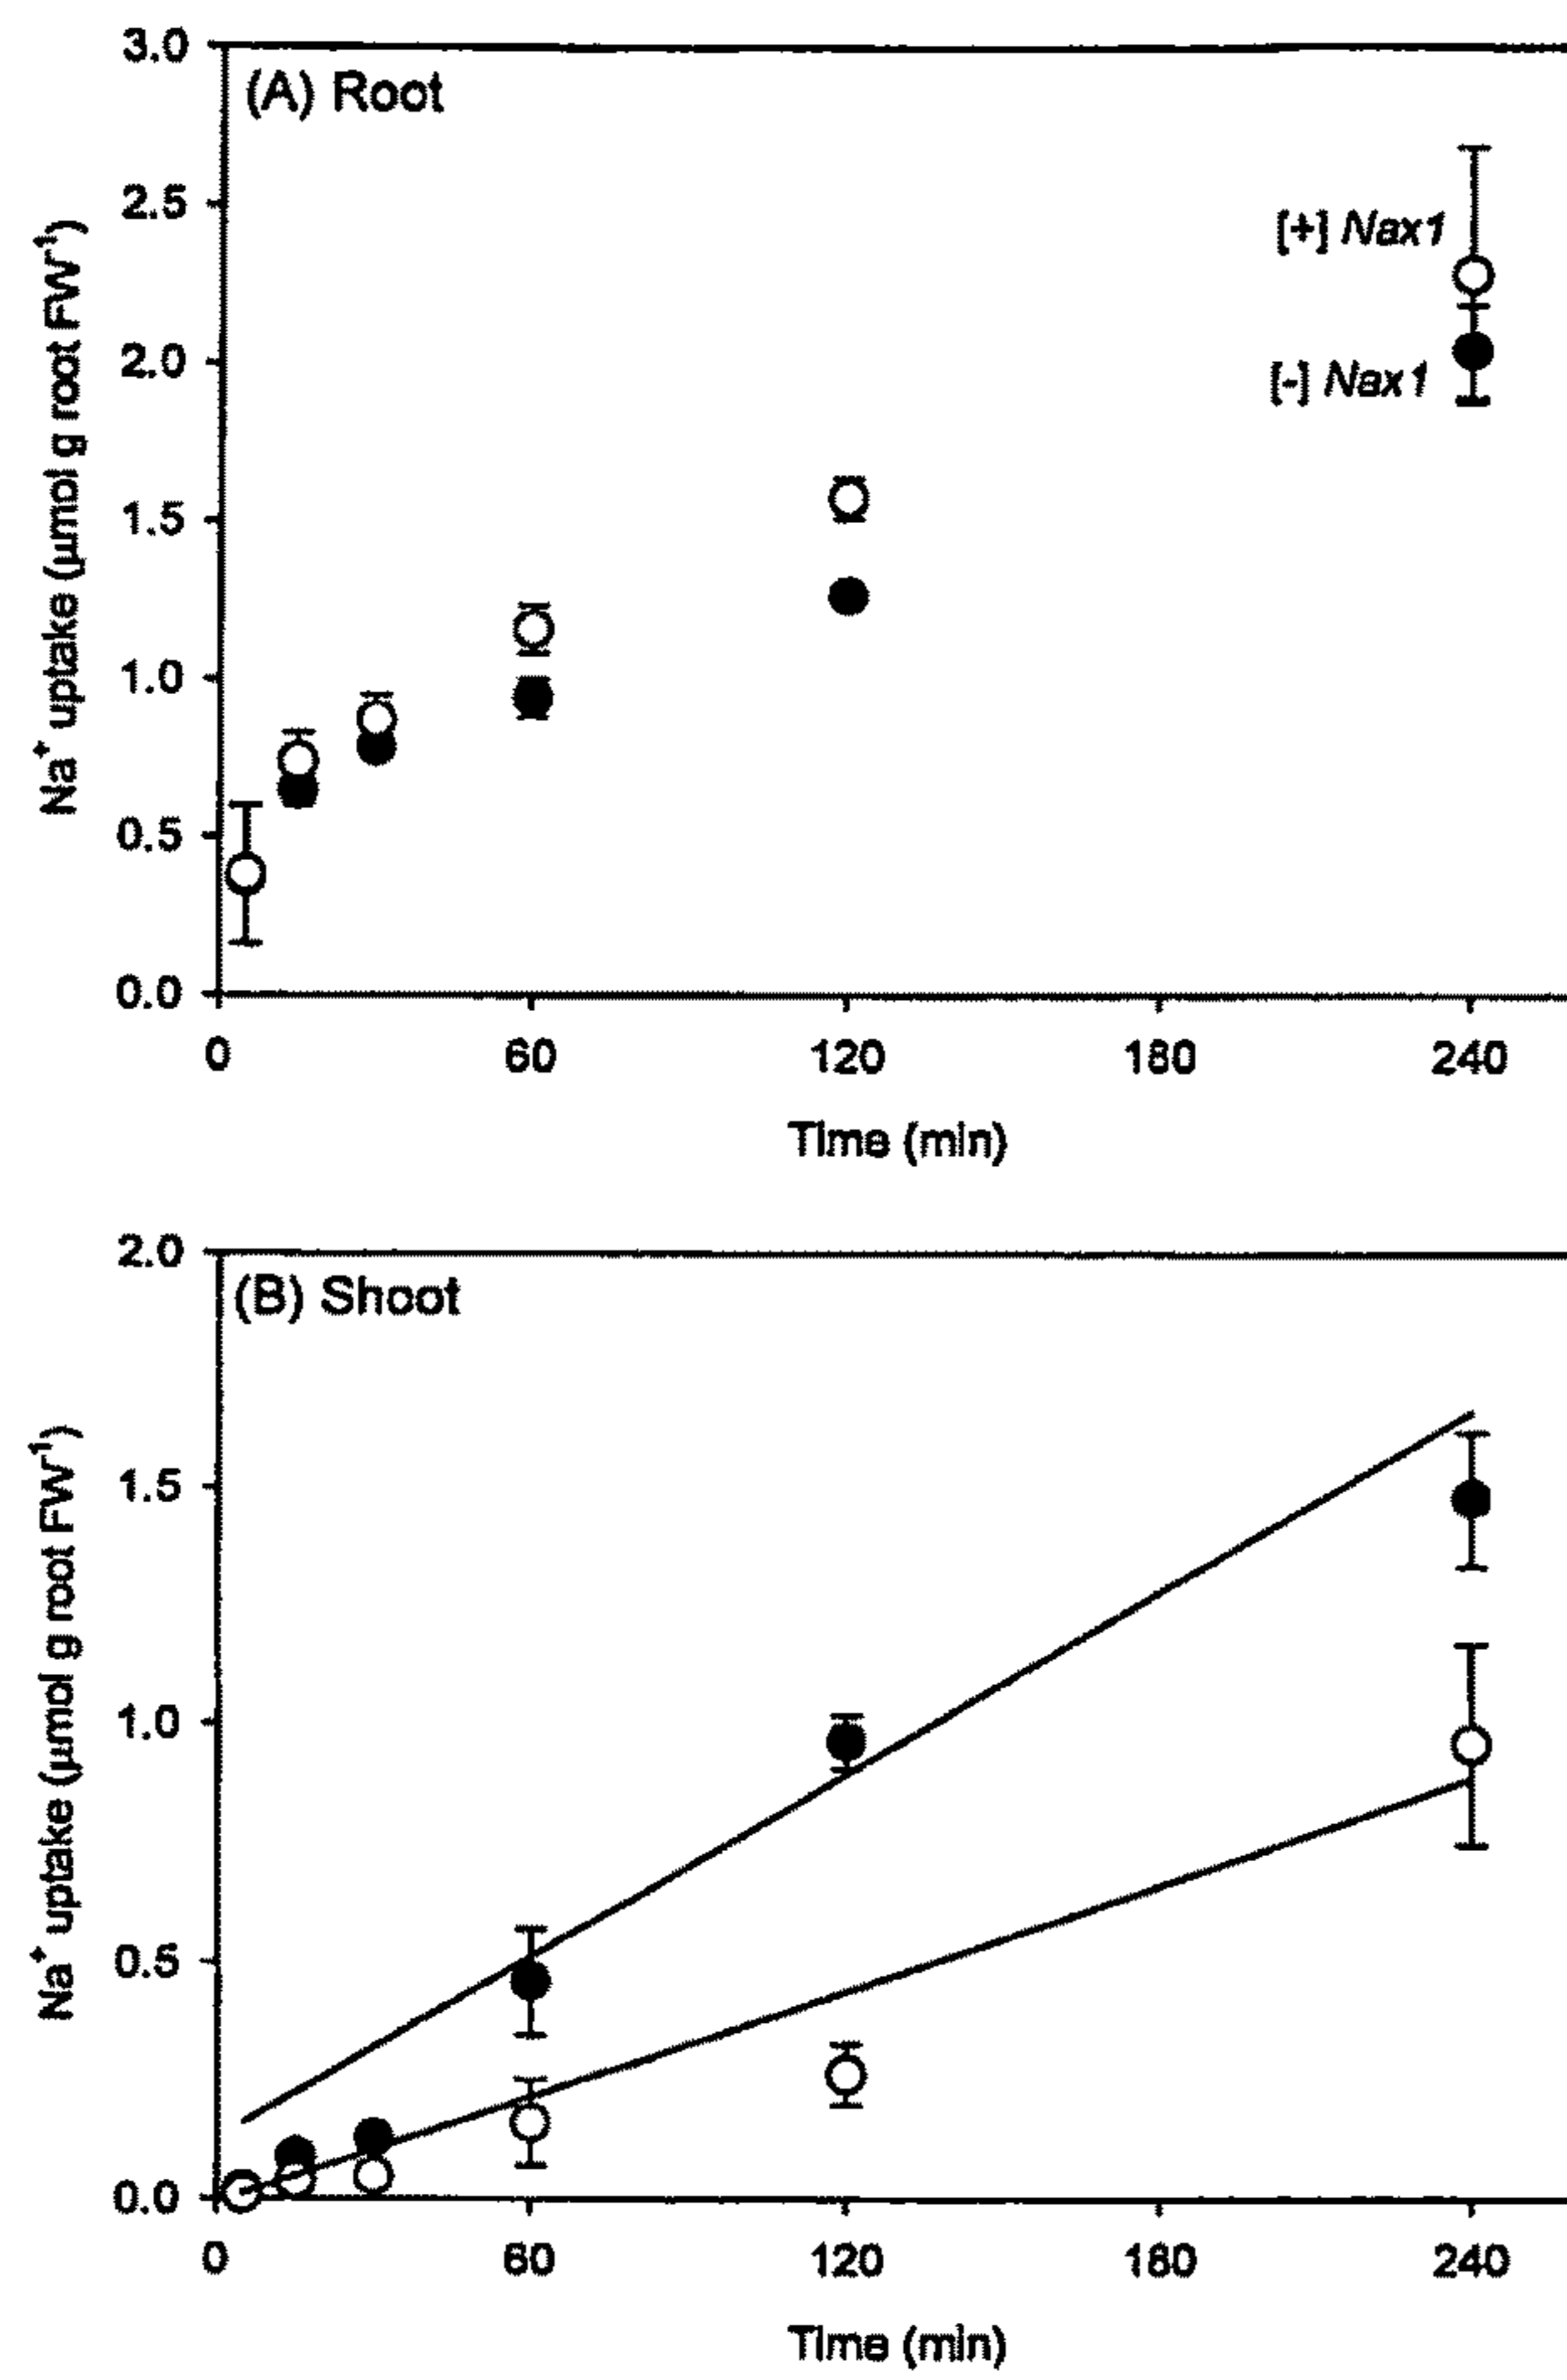 3.0
(A) Root
2.5
[+] Nax1
2.0
[-] Nax1
1.5
1.0
0.5
0.0
Na⁺ uptake (µmol g root FW⁻¹)
0 60 120 180 240
Time (min)
2.0
(B) Shoot
1.5
1.0
0.5
0.0
Na⁺ uptake (µmol g root FW⁻¹)
0 60 120 180 240
Time (min)